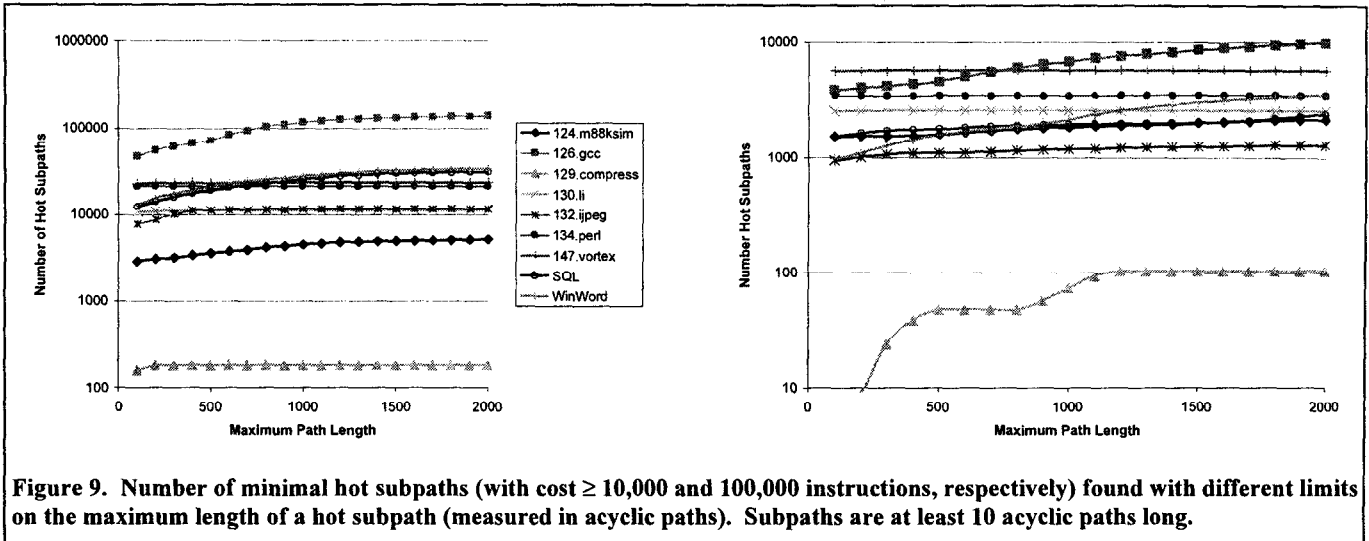 1000000
100000
10000
1000
100
Number of Hot Subpaths
0
500
1000
1500
2000
Maximum Path Length
124.m88ksim
126.gcc
129.compress
130.li
132.ijpeg
134.perl
147.vortex
SQL
WinWord
10000
1000
100
10
Number Hot Subpaths
0
500
1000
1500
2000
Maximum Path Length
Figure 9. Number of minimal hot subpaths (with cost ≥ 10,000 and 100,000 instructions, respectively) found with different limits
on the maximum length of a hot subpath (measured in acyclic paths). Subpaths are at least 10 acyclic paths long.